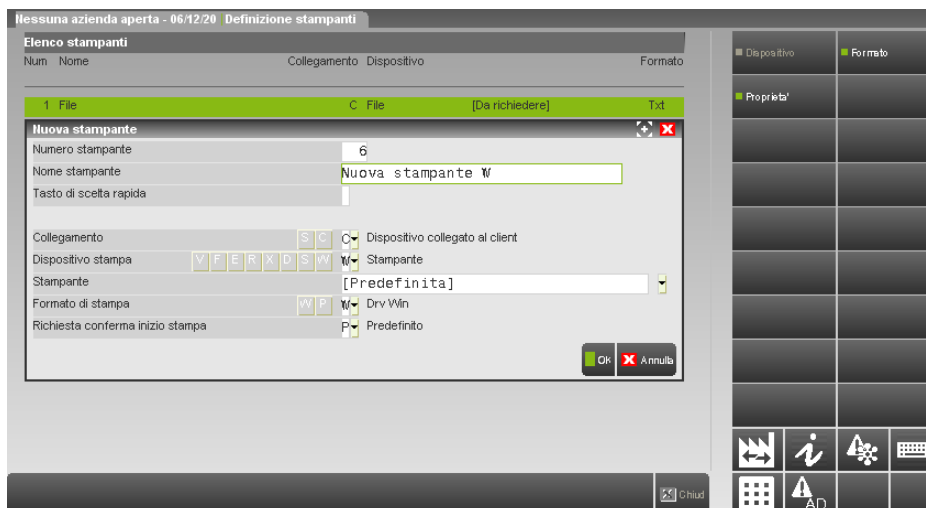 Nessuna azienda aperta - 06/12/20 Definizione stampanti
Elenco stampanti
Num Nome Collegamento Dispositivo Formato
1 File C File [Da richiedere] Txt
Nuova stampante
Numero stampante 6
Nome stampante Nuova stampante W
Tasto di scelta rapida
Collegamento S C C Dispositivo collegato al client
Dispositivo stampa V F E R X D S W W Stampante
Stampante [Predefinita]
Formato di stampa W P W Drv Win
Richiesta conferma inizio stampa P Predefinito
Ok Annulla
Chiud
Dispositivo Formato
Proprieta'
i
AD